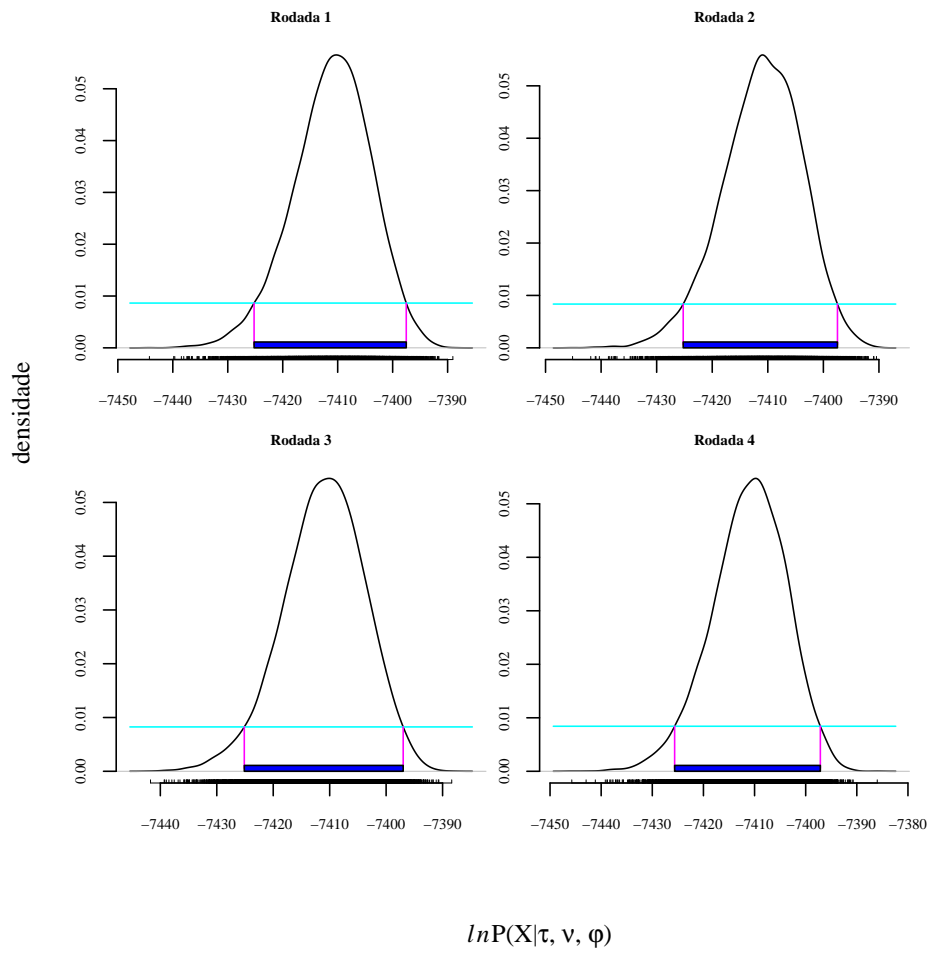 Rodada 1
0.00 0.01 0.02 0.03 0.04 0.05
−7450 −7440 −7430 −7420 −7410 −7400 −7390
Rodada 2
0.00 0.01 0.02 0.03 0.04 0.05
−7450 −7440 −7430 −7420 −7410 −7400 −7390
densidade
Rodada 3
0.00 0.01 0.02 0.03 0.04 0.05
−7440 −7430 −7420 −7410 −7400 −7390
Rodada 4
0.00 0.01 0.02 0.03 0.04 0.05
−7450 −7440 −7430 −7420 −7410 −7400 −7390 −7380
lnP(X|τ, ν, φ)